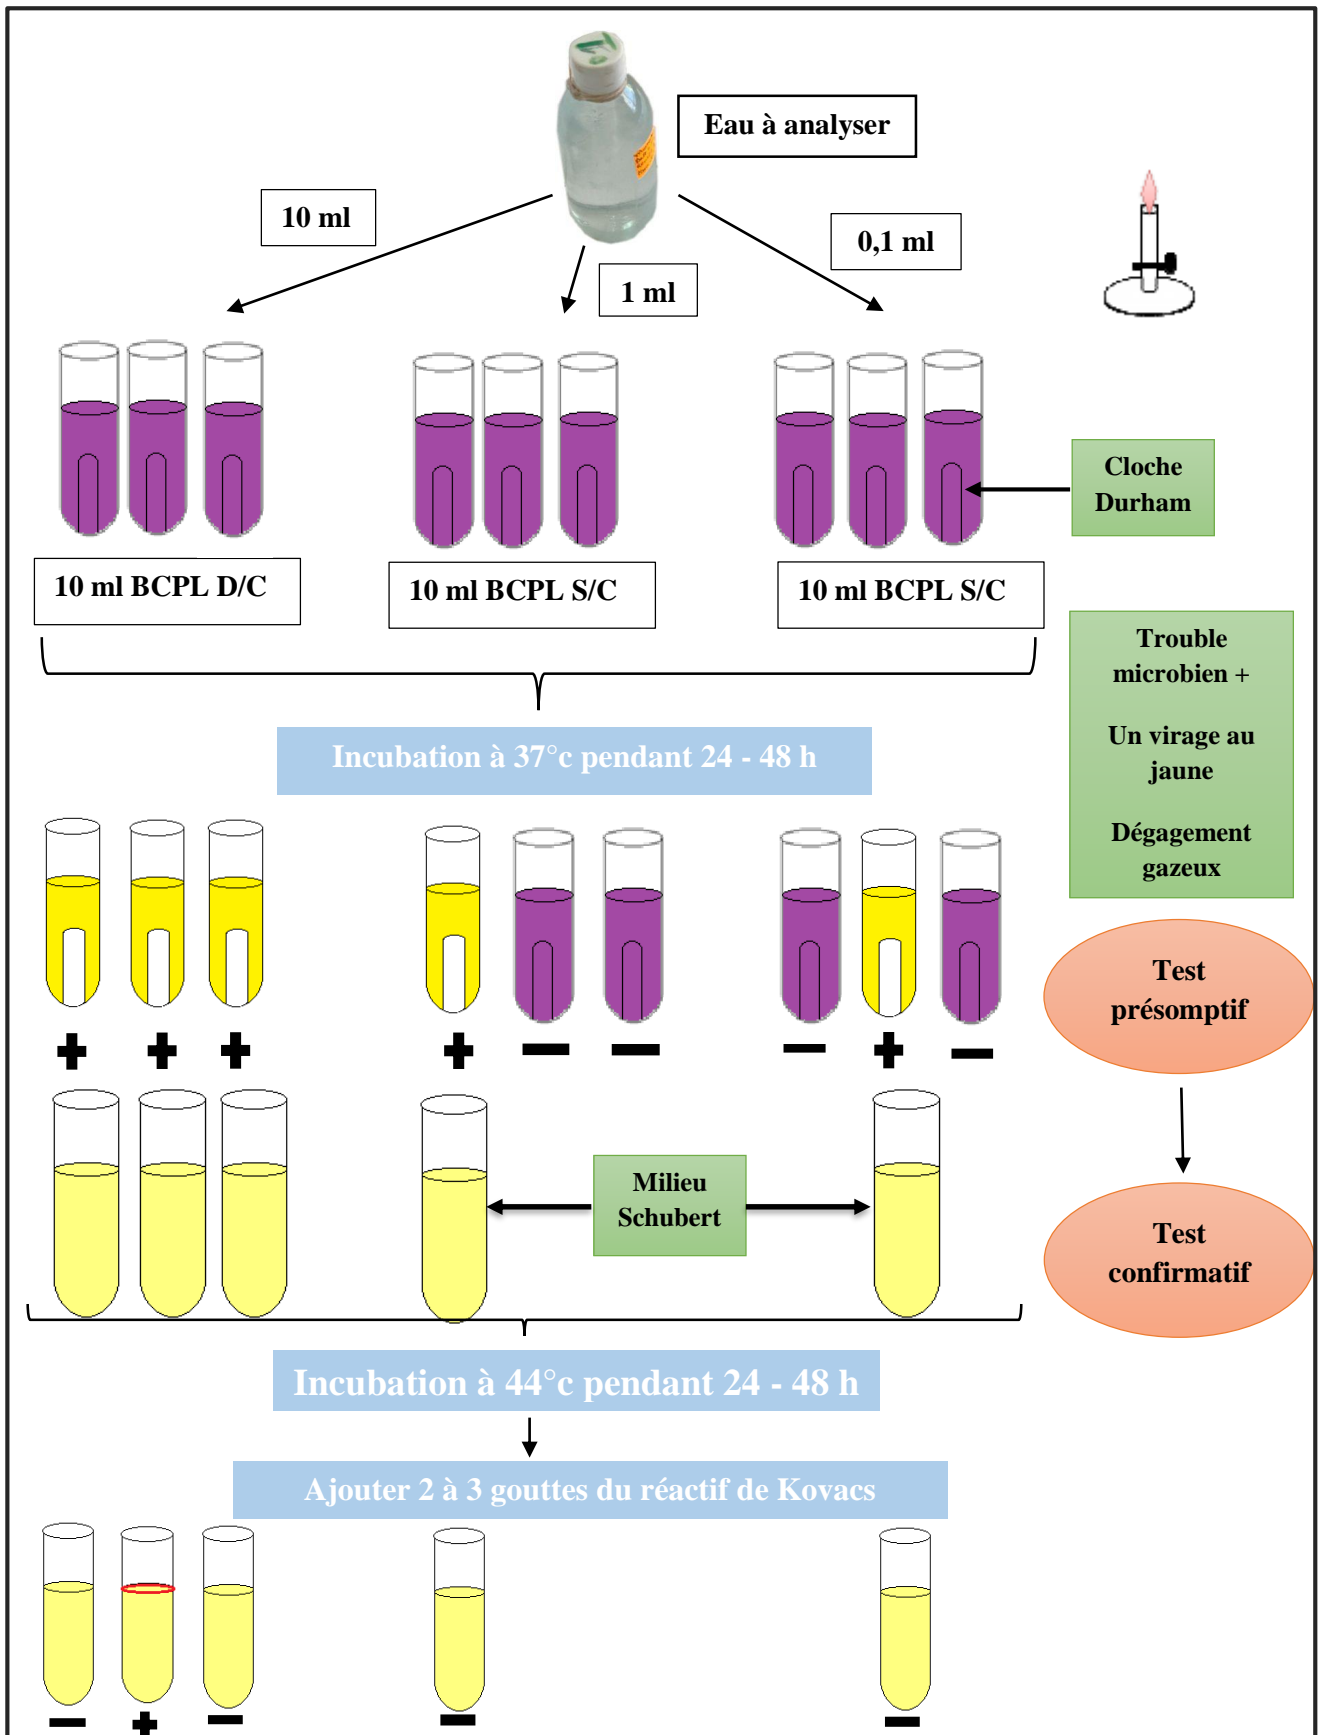 Eau à analyser
10 ml
0,1 ml
1 ml
Cloche
Durham
10 ml BCPL D/C
10 ml BCPL S/C
10 ml BCPL S/C
Trouble
microbien +
Un virage au
jaune
Dégagement
gazeux
Incubation à 37°c pendant 24 - 48 h
Test
présomptif
+ + + + — — — + —
Milieu
Schubert
Test
confirmatif
Incubation à 44°c pendant 24 - 48 h
Ajouter 2 à 3 gouttes du réactif de Kovacs
— + — — —